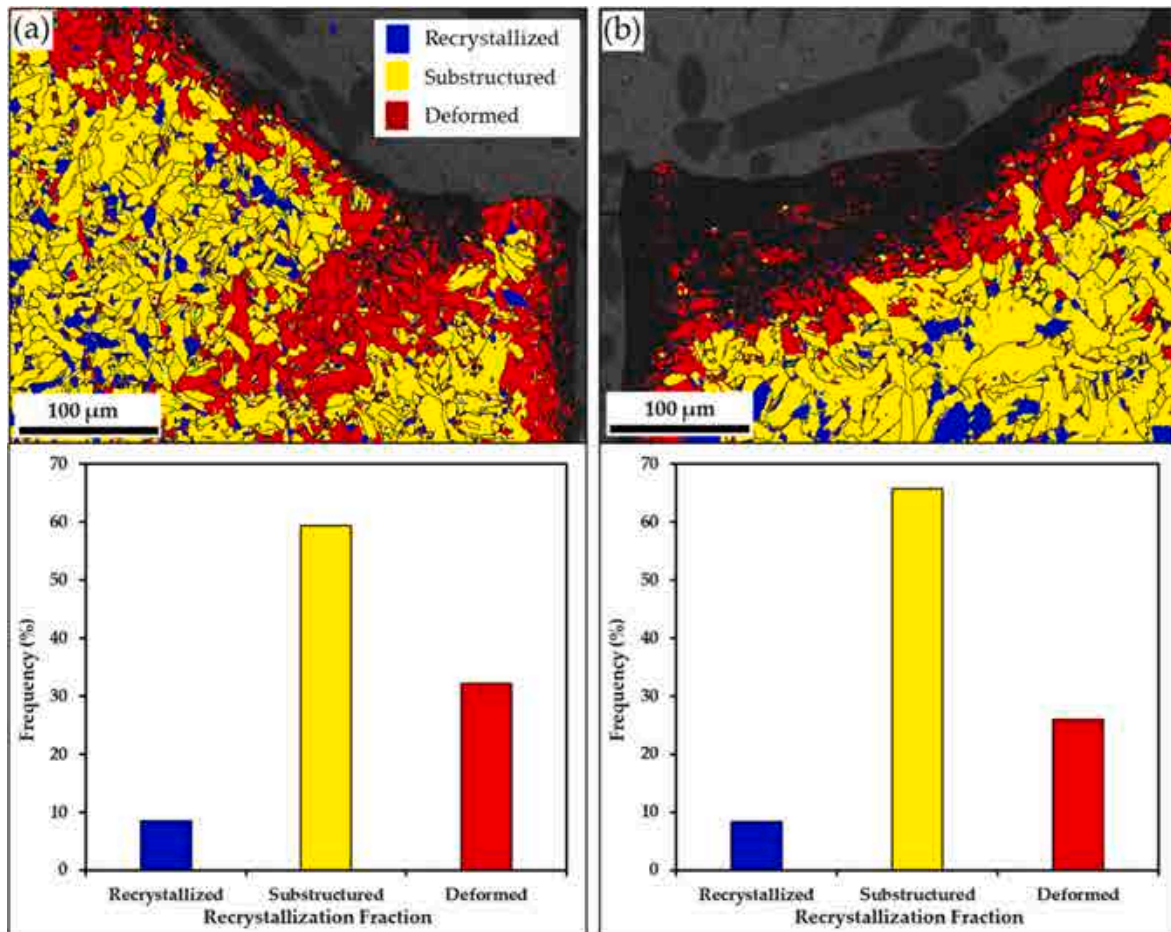 (a)
Recrystallized
Substructured
Deformed
100 µm
(b)
100 µm
70
60
50
40
30
20
10
0
Frequency (%)
Recrystallized Substructured Deformed
Recrystallization Fraction
70
60
50
40
30
20
10
0
Frequency (%)
Recrystallized Substructured Deformed
Recrystallization Fraction